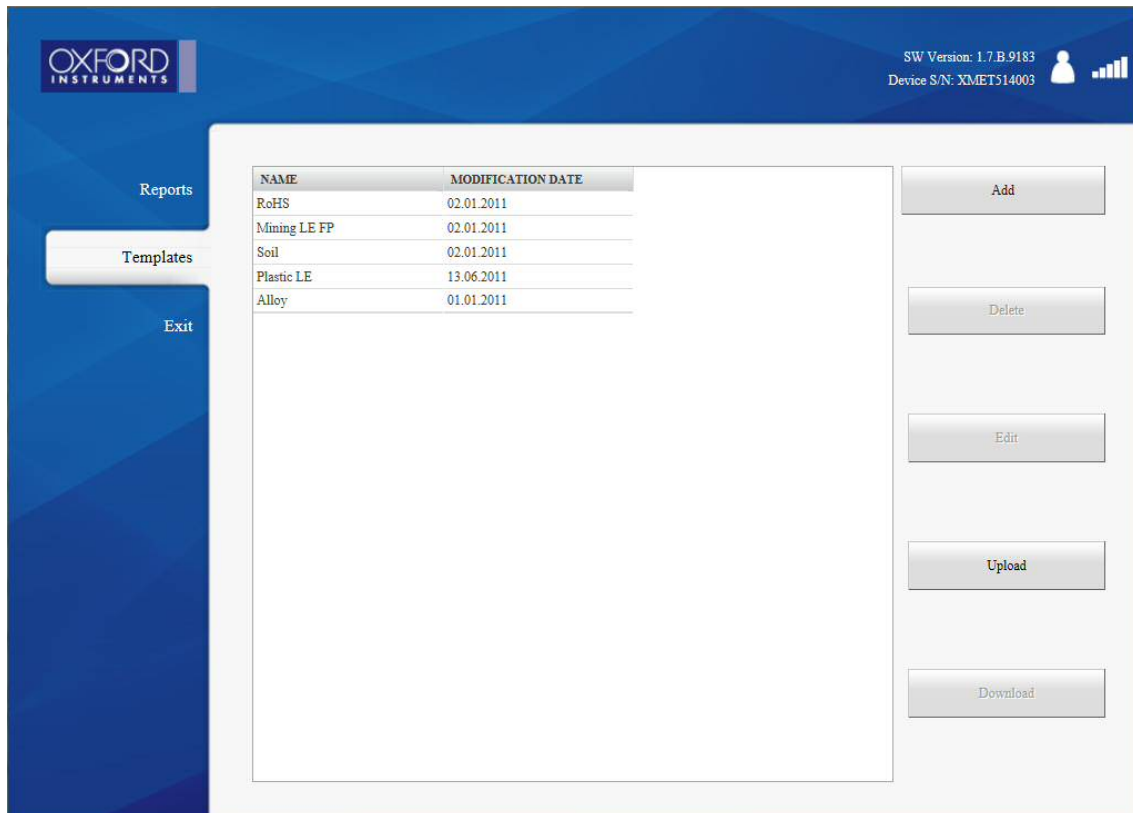 OXFORD
INSTRUMENTS
SW Version: 1.7.B.9183
Device S/N: XMET514003
Reports
Templates
Exit
NAME MODIFICATION DATE
RoHS 02.01.2011
Mining LE FP 02.01.2011
Soil 02.01.2011
Plastic LE 13.06.2011
Alloy 01.01.2011
Add
Delete
Edit
Upload
Download